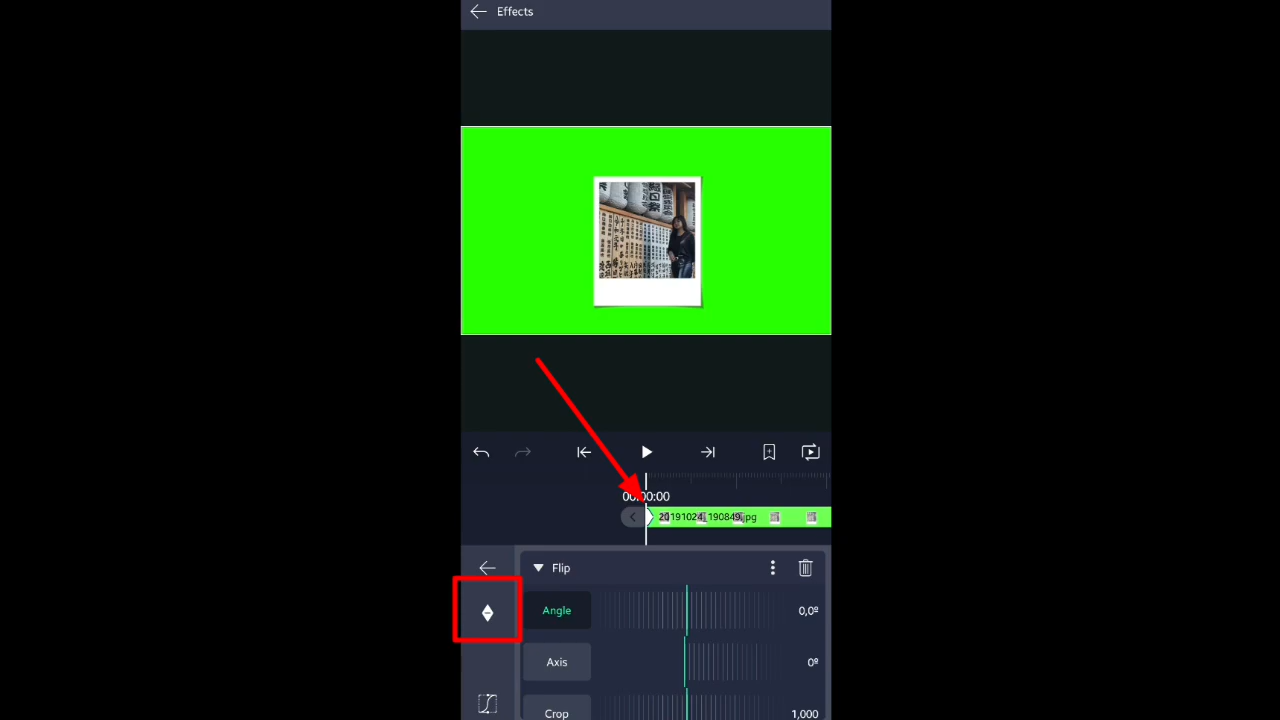 Effects
00:00:00
20191024_190849.jpg
Flip
Angle
0,0º
Axis
0º
Crop
1,000